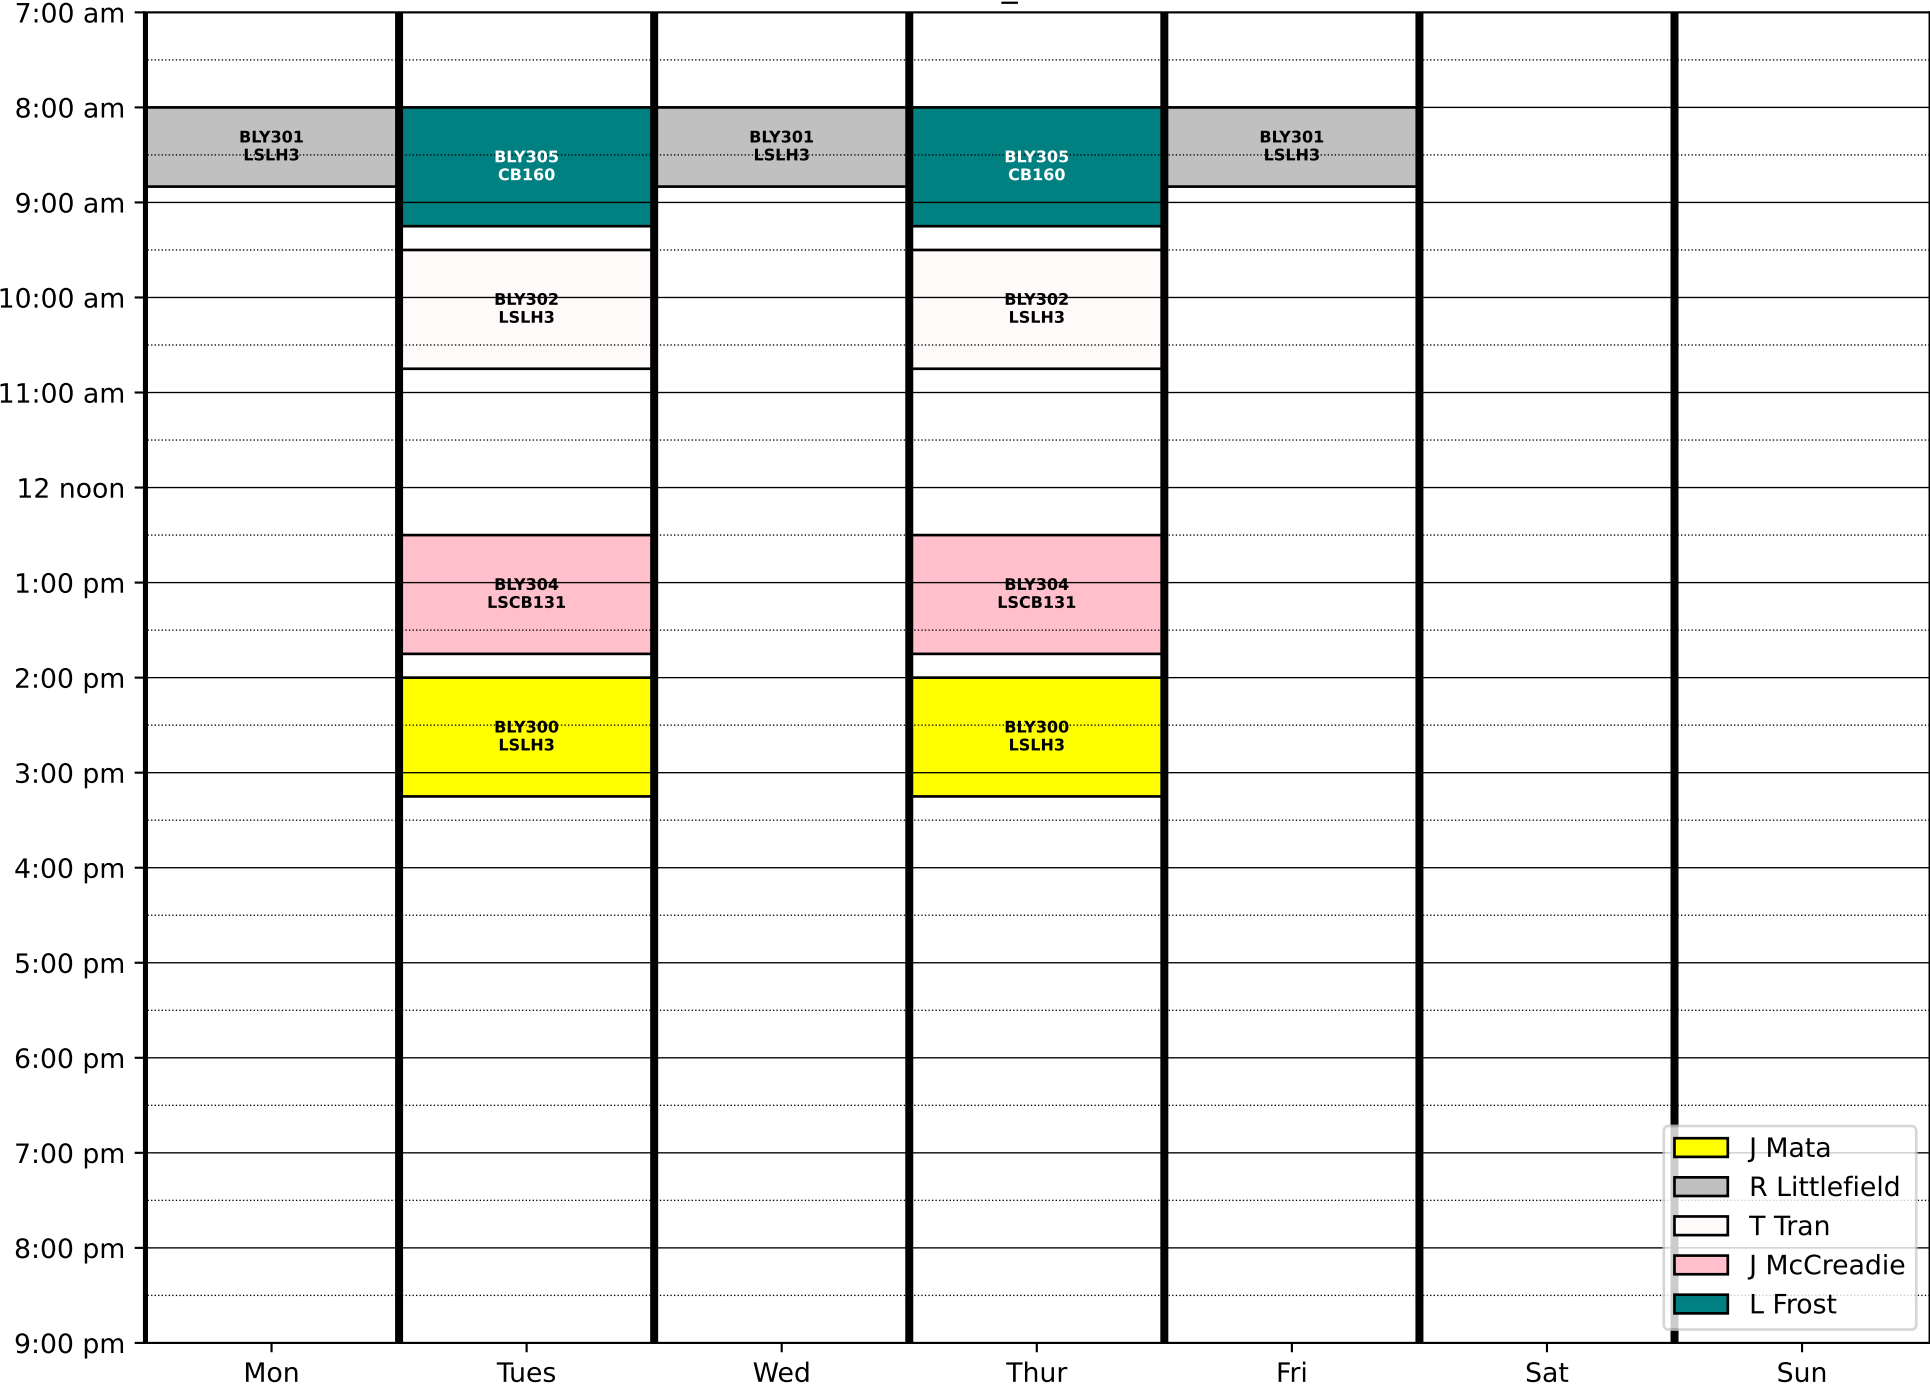 7:00 am
8:00 am
BLY301
LSLH3
BLY305
CB160
BLY301
LSLH3
BLY305
CB160
BLY301
LSLH3
9:00 am
10:00 am
BLY302
LSLH3
BLY302
LSLH3
11:00 am
12 noon
1:00 pm
BLY304
LSCB131
BLY304
LSCB131
2:00 pm
BLY300
LSLH3
BLY300
LSLH3
3:00 pm
4:00 pm
5:00 pm
6:00 pm
7:00 pm
8:00 pm
9:00 pm
J Mata
R Littlefield
T Tran
J McCreadie
L Frost
Mon Tues Wed Thur Fri Sat Sun